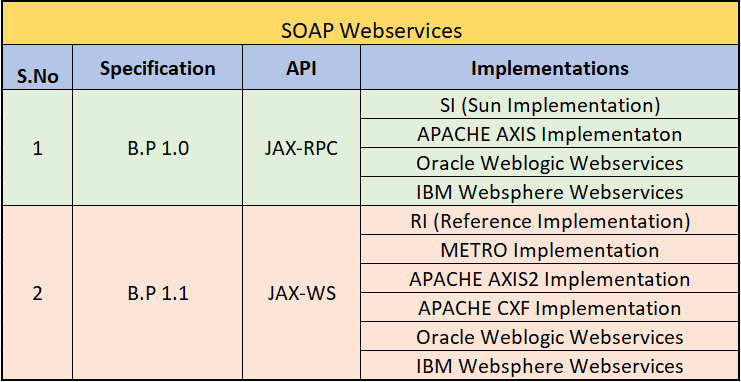 SOAP Webservices
S.No Specification API Implementations
1 B.P 1.0 JAX-RPC
SI (Sun Implementation)
APACHE AXIS Implementaton
Oracle Weblogic Webservices
IBM Websphere Webservices
2 B.P 1.1 JAX-WS
RI (Reference Implementation)
METRO Implementation
APACHE AXIS2 Implementation
APACHE CXF Implementation
Oracle Weblogic Webservices
IBM Websphere Webservices